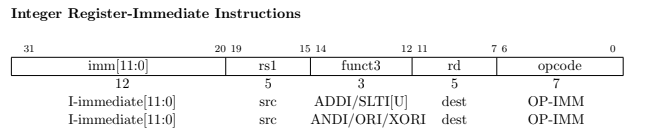 Integer Register-Immediate Instructions
31 20 19 15 14 12 11 7 6 0
imm[11:0] rs1 funct3 rd opcode
12 5 3 5 7
I-immediate[11:0] src ADDI/SLTI[U] dest OP-IMM
I-immediate[11:0] src ANDI/ORI/XORI dest OP-IMM